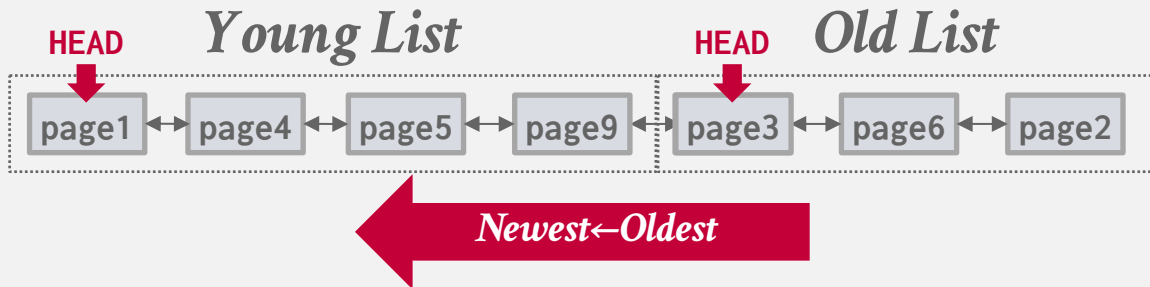 Young List
Old List
HEAD
HEAD
page1
page4
page5
page9
page3
page6
page2
Newest←Oldest